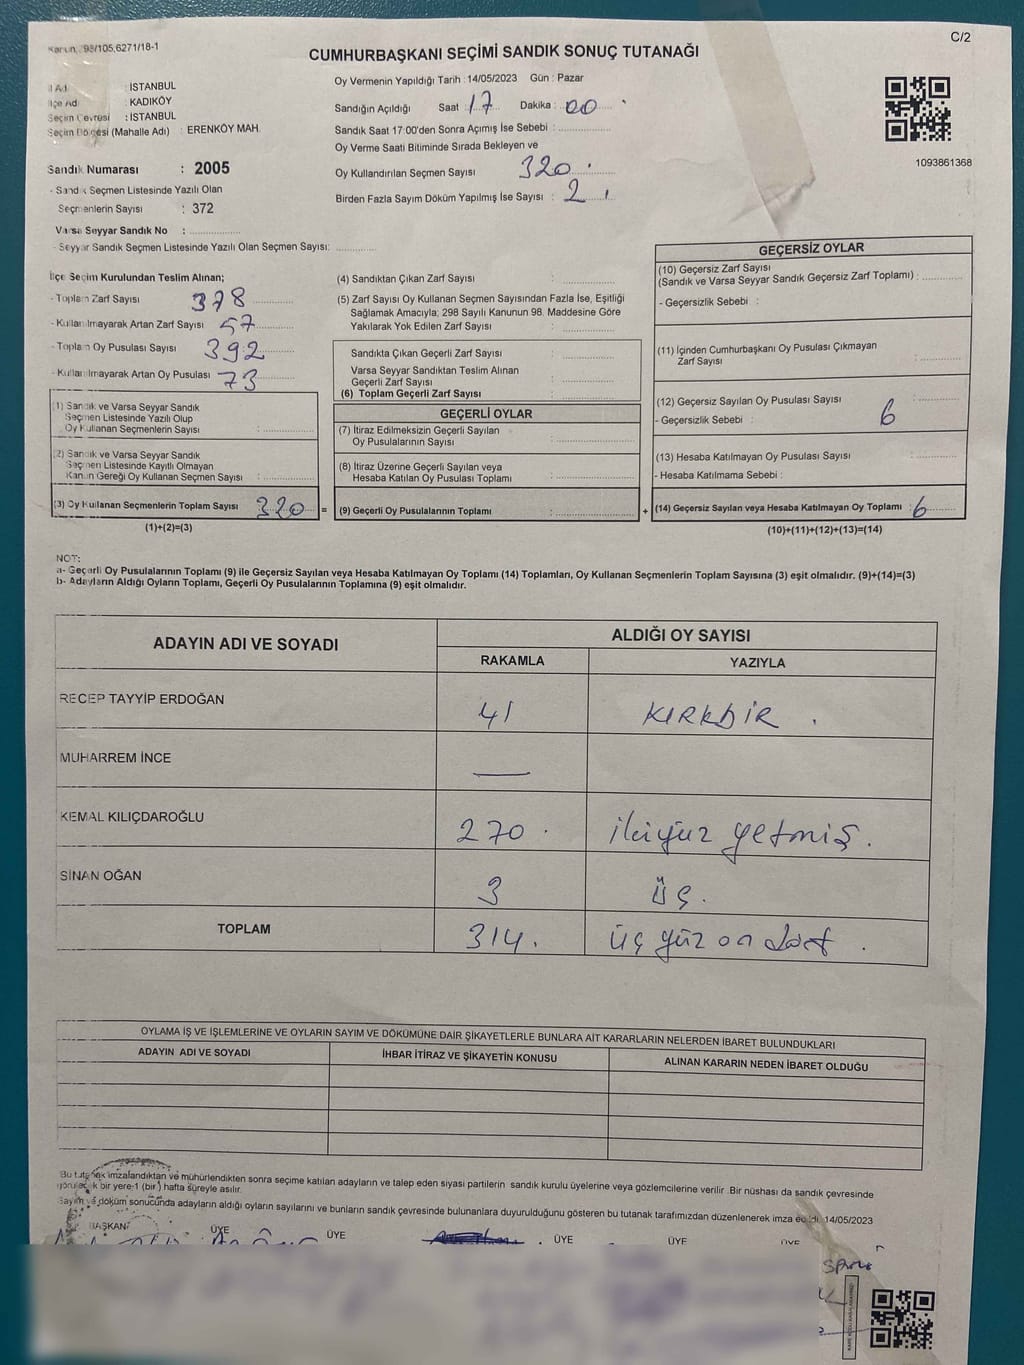 Kanun, 98/105,6271/18-1
C/2
CUMHURBAŞKANI SEÇİMİ SANDIK SONUÇ TUTANAĞI
İl Adı : İSTANBUL
İlçe Adı : KADIKÖY
Seçim Çevresi : İSTANBUL
Seçim Bölgesi (Mahalle Adı) : ERENKÖY MAH.
Sandık Numarası : 2005
- Sandık Seçmen Listesinde Yazılı Olan
Seçmenlerin Sayısı : 372
Varsa Seyyar Sandık No :
- Seyyar Sandık Seçmen Listesinde Yazılı Olan Seçmen Sayısı:
Oy Vermenin Yapıldığı Tarih : 14/05/2023 Gün : Pazar
Sandığın Açıldığı Saat : 17 Dakika : 00
Sandık Saat 17:00'den Sonra Açımış İse Sebebi :
Oy Verme Saati Bitiminde Sırada Bekleyen ve
Oy Kullandırılan Seçmen Sayısı : 320
Birden Fazla Sayım Döküm Yapılmış İse Sayısı : 2
1093861368
İlçe Seçim Kurulundan Teslim Alınan;
- Toplam Zarf Sayısı 378
- Kullanılmayarak Artan Zarf Sayısı 57
- Toplam Oy Pusulası Sayısı 392
- Kullanılmayarak Artan Oy Pusulası 73
(1) Sandık ve Varsa Seyyar Sandık
Seçmen Listesinde Yazılı Olup
Oy Kullanan Seçmenlerin Sayısı :
(2) Sandık ve Varsa Seyyar Sandık
Seçmen Listesinde Kayıtlı Olmayan
Kanun Gereği Oy Kullanan Seçmen Sayısı :
(3) Oy Kullanan Seçmenlerin Toplam Sayısı 320 =
(1)+(2)=(3)
(4) Sandıktan Çıkan Zarf Sayısı :
(5) Zarf Sayısı Oy Kullanan Seçmen Sayısından Fazla İse, Eşitliği
Sağlamak Amacıyla; 298 Sayılı Kanunun 98. Maddesine Göre
Yakılarak Yok Edilen Zarf Sayısı :
Sandıkta Çıkan Geçerli Zarf Sayısı :
Varsa Seyyar Sandıktan Teslim Alınan
Geçerli Zarf Sayısı :
(6) Toplam Geçerli Zarf Sayısı :
GEÇERLİ OYLAR
(7) İtiraz Edilmeksizin Geçerli Sayılan
Oy Pusulalarının Sayısı :
(8) İtiraz Üzerine Geçerli Sayılan veya
Hesaba Katılan Oy Pusulası Toplamı :
(9) Geçerli Oy Pusulalarının Toplamı : +
GEÇERSİZ OYLAR
(10) Geçersiz Zarf Sayısı
(Sandık ve Varsa Seyyar Sandık Geçersiz Zarf Toplamı) :
- Geçersizlik Sebebi :
(11) İçinden Cumhurbaşkanı Oy Pusulası Çıkmayan
Zarf Sayısı :
(12) Geçersiz Sayılan Oy Pusulası Sayısı : 6
- Geçersizlik Sebebi :
(13) Hesaba Katılmayan Oy Pusulası Sayısı :
- Hesaba Katılmama Sebebi :
(14) Geçersiz Sayılan veya Hesaba Katılmayan Oy Toplamı : 6
(10)+(11)+(12)+(13)=(14)
NOT:
a- Geçerli Oy Pusulalarının Toplamı (9) ile Geçersiz Sayılan veya Hesaba Katılmayan Oy Toplamı (14) Toplamları, Oy Kullanan Seçmenlerin Toplam Sayısına (3) eşit olmalıdır. (9)+(14)=(3)
b- Adayların Aldığı Oyların Toplamı, Geçerli Oy Pusulalarının Toplamına (9) eşit olmalıdır.
ADAYIN ADI VE SOYADI
ALDIĞI OY SAYISI
RAKAMLA YAZIYLA
RECEP TAYYİP ERDOĞAN 41 KIRKBİR .
MUHARREM İNCE —
KEMAL KILIÇDAROĞLU 270 . ikiyüz yetmiş.
SİNAN OĞAN 3 üç.
TOPLAM 314. üç yüz on dört .
OYLAMA İŞ VE İŞLEMLERİNE VE OYLARIN SAYIM VE DÖKÜMÜNE DAİR ŞİKAYETLERLE BUNLARA AİT KARARLARIN NELERDEN İBARET BULUNDUKLARI
ADAYIN ADI VE SOYADI İHBAR İTİRAZ VE ŞİKAYETİN KONUSU ALINAN KARARIN NEDEN İBARET OLDUĞU
Bu tutanak imzalandıktan ve mühürlendikten sonra seçime katılan adayların ve talep eden siyasi partilerin sandık kurulu üyelerine veya gözlemcilerine verilir .Bir nüshası da sandık çevresinde
görülecek bir yere-1 (bir) hafta süreyle asılır.
Sayım ve döküm sonucunda adayların aldığı oyların sayılarını ve bunların sandık çevresinde bulunanlara duyurulduğunu gösteren bu tutanak tarafımızdan düzenlenerek imza edildi. 14/05/2023
BAŞKAN ÜYE ÜYE ÜYE ÜYE ÜYE